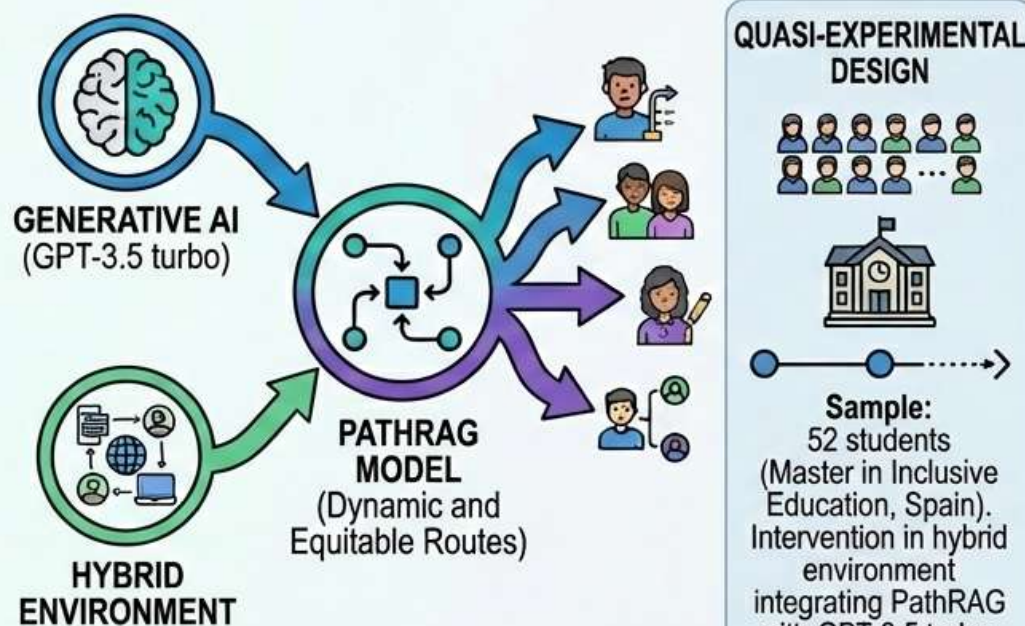 GENERATIVE AI
(GPT-3.5 turbo)
HYBRID
ENVIRONMENT
PATHRAG
MODEL
(Dynamic and
Equitable Routes)
QUASI-EXPERIMENTAL
DESIGN
Sample:
52 students
(Master in Inclusive
Education, Spain).
Intervention in hybrid
environment
integrating PathRAG